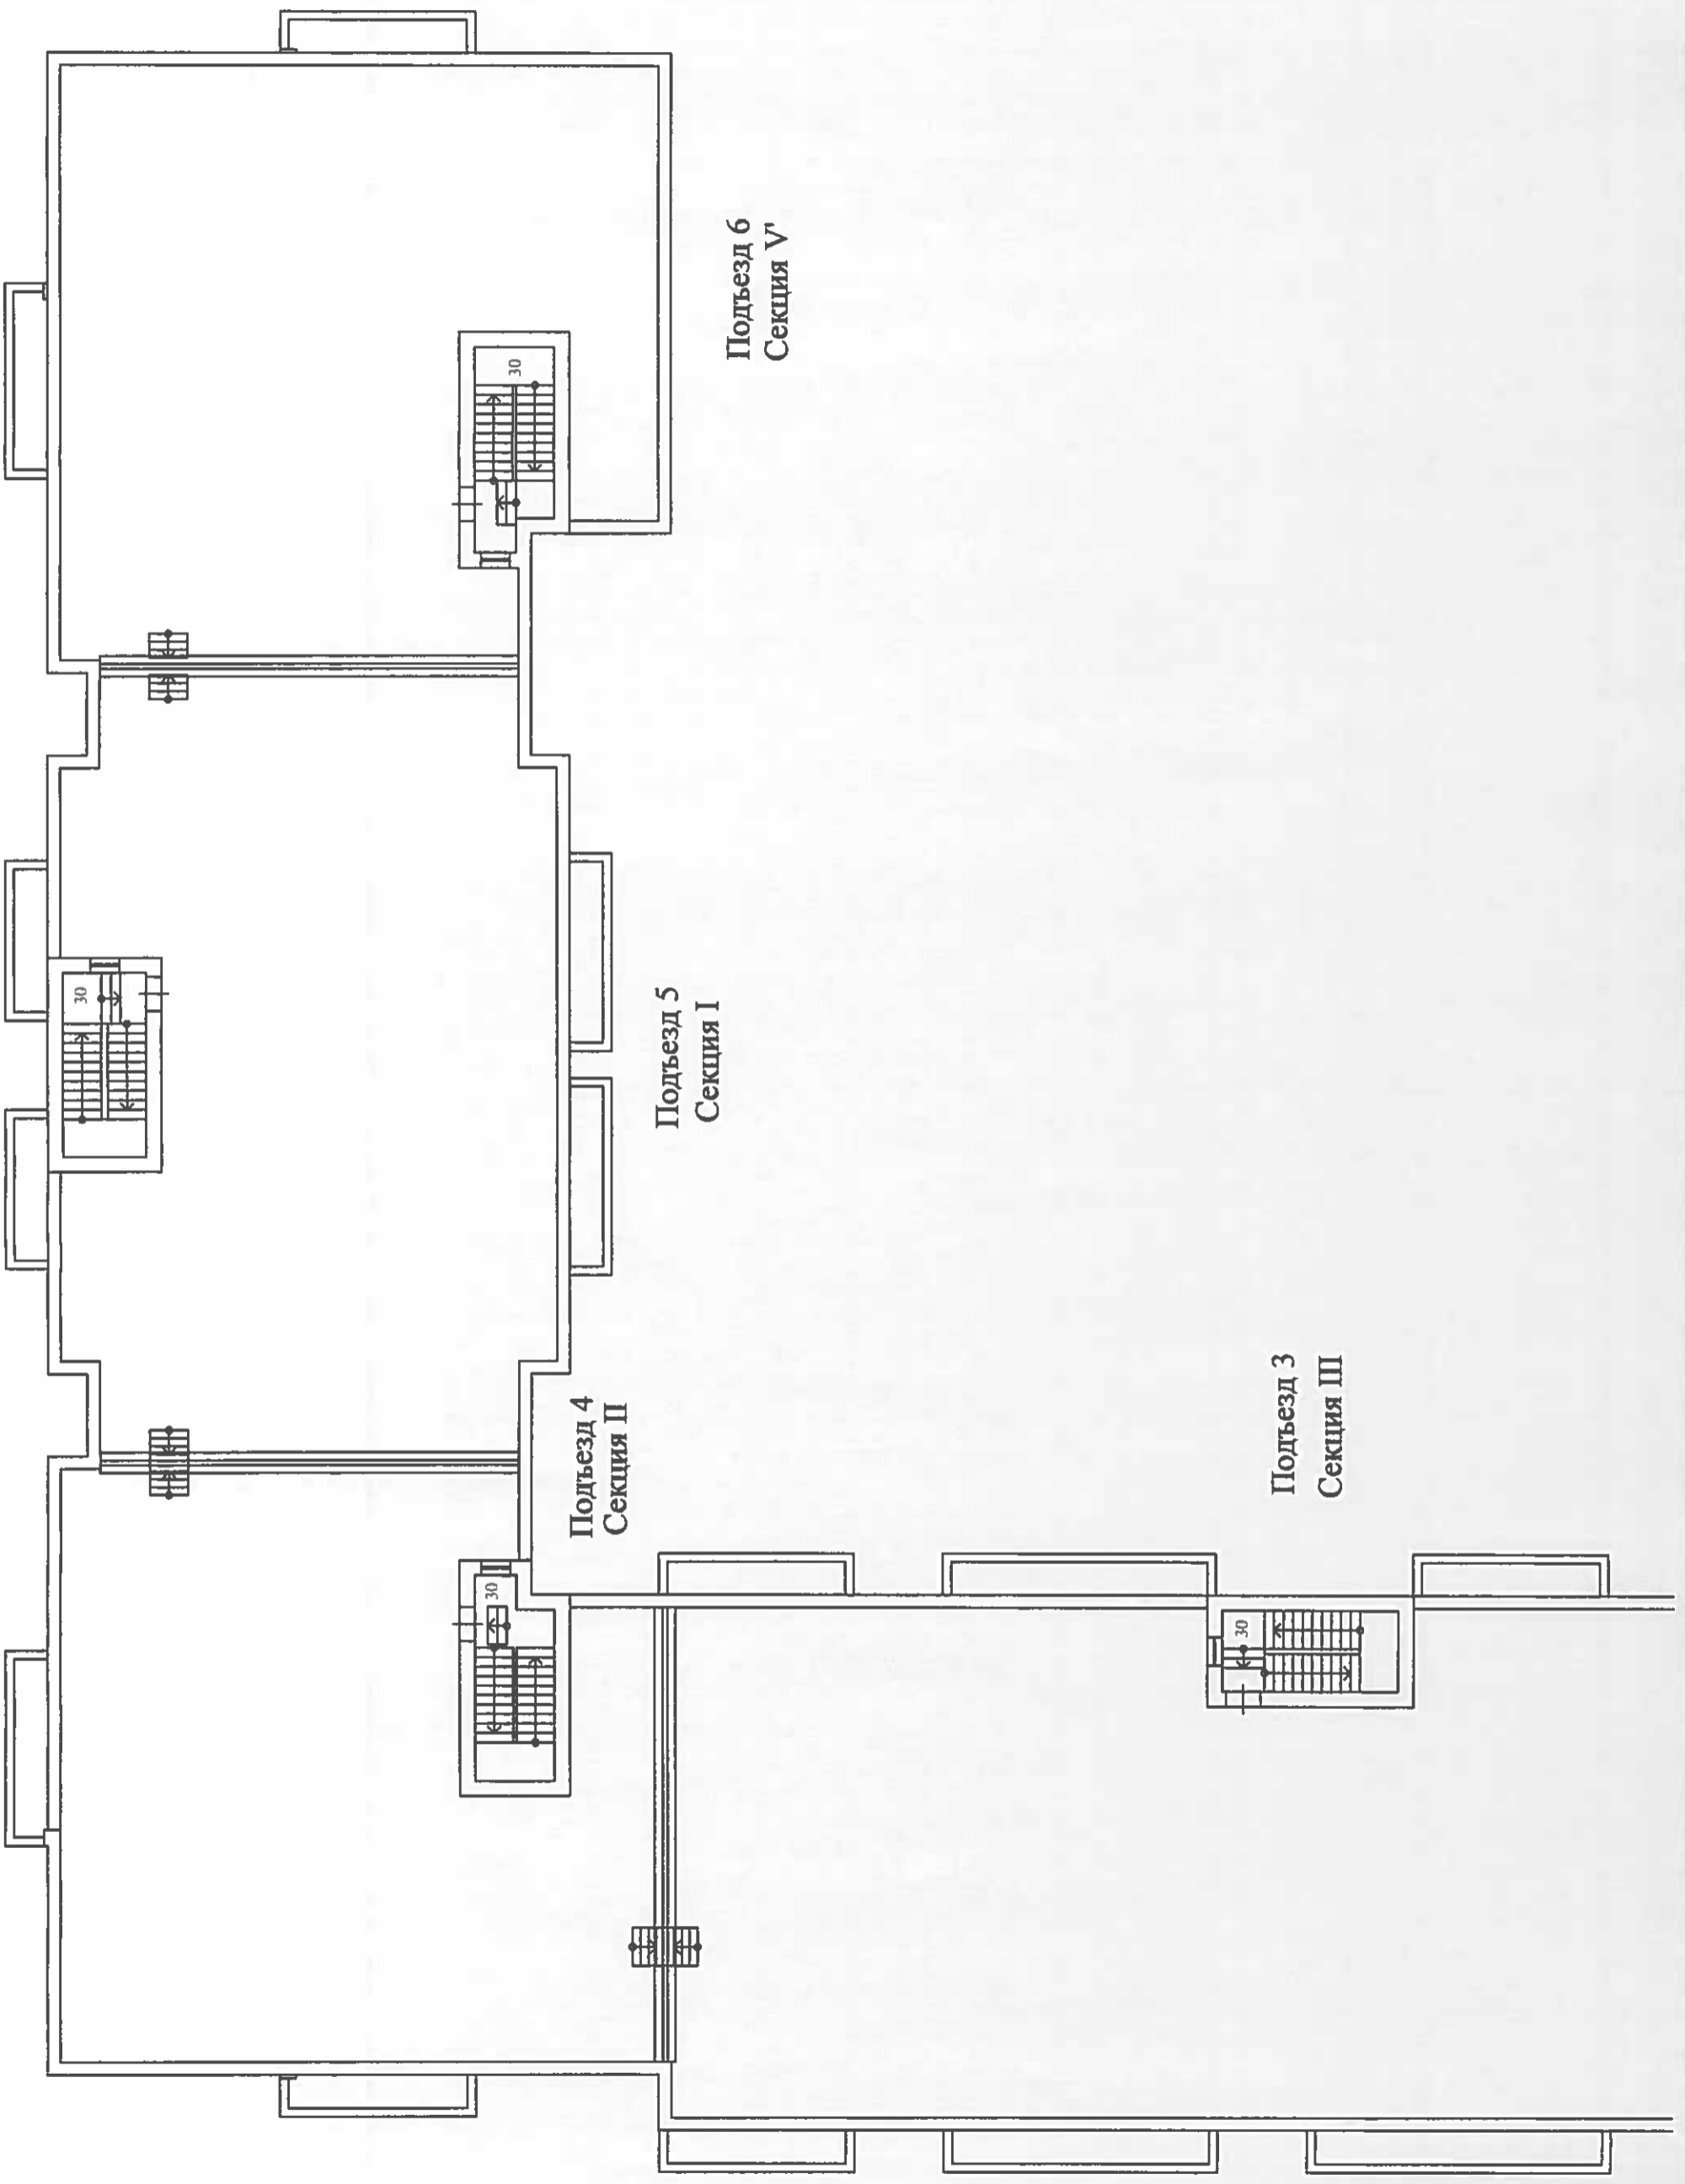 30
Подъезд 6
Секция V'
30
Подъезд 5
Секция I
30
Подъезд 4
Секция II
30
Подъезд 3
Секция III